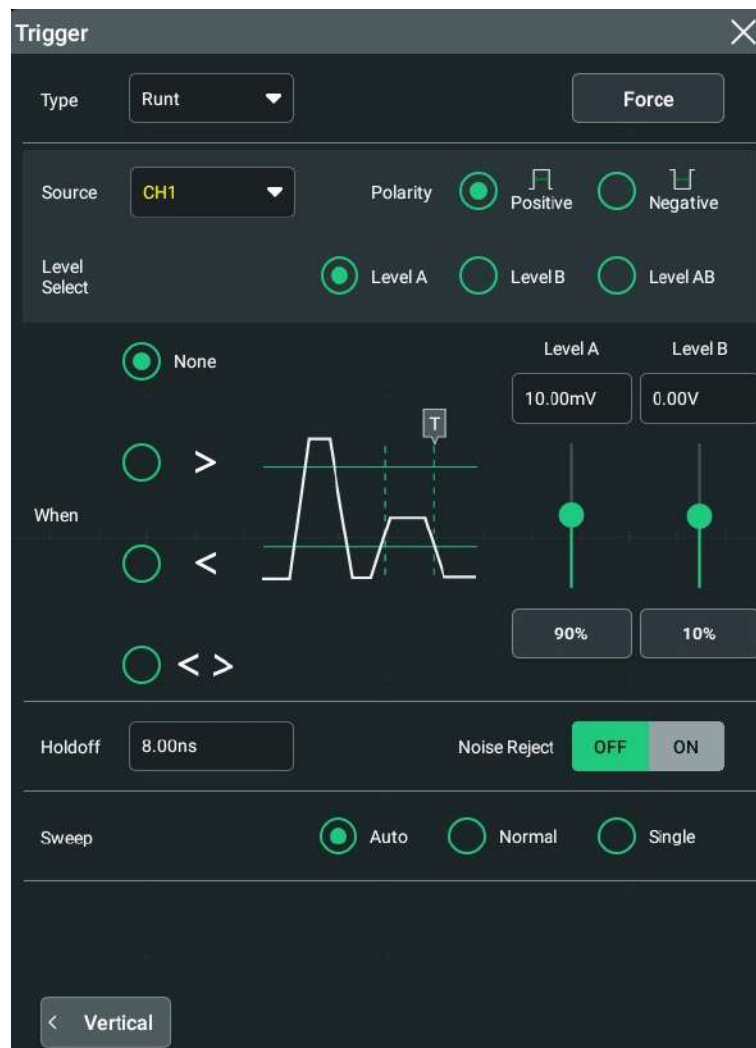 Trigger
Type Runt Force
Source CH1 Polarity Positive Negative
Level Select Level A Level B Level AB
None
Level A Level B
10.00mV 0.00V
T
>
When
<
90% 10%
< >
Holdoff 8.00ns Noise Reject OFF ON
Sweep Auto Normal Single
< Vertical